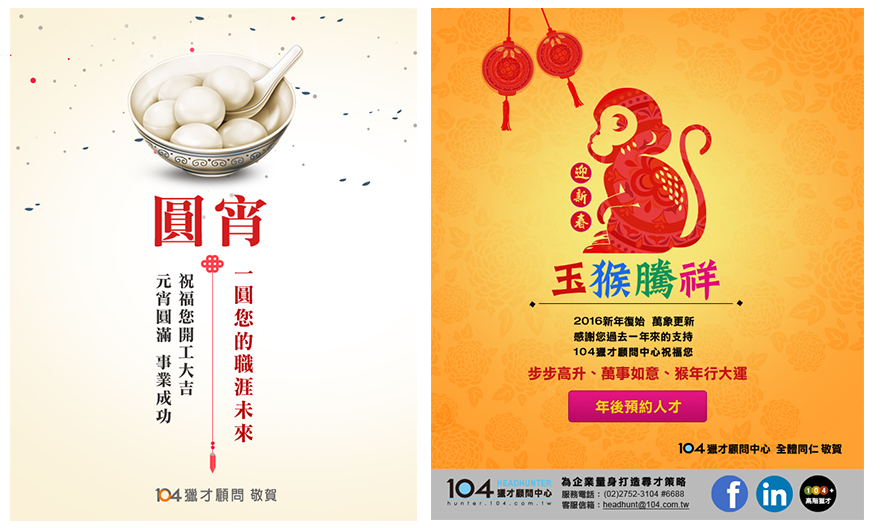 圓宵
一圓您的職涯未來
祝福您開工大吉
元宵圓滿 事業成功
104獵才顧問 敬賀
迎新春
玉猴騰祥
2016新年復始 萬象更新
感謝您過去一年來的支持
104獵才顧問中心祝福您
步步高升、萬事如意、猴年行大運
年後預約人才
104獵才顧問中心 全體同仁 敬賀
104 HEADHUNTER
獵才顧問中心
hunter.104.com.tw
為企業量身打造尋才策略
服務電話：(02)2752-3104 #6688
客服信箱：headhunt@104.com.tw
f
in
104+
高階獵才